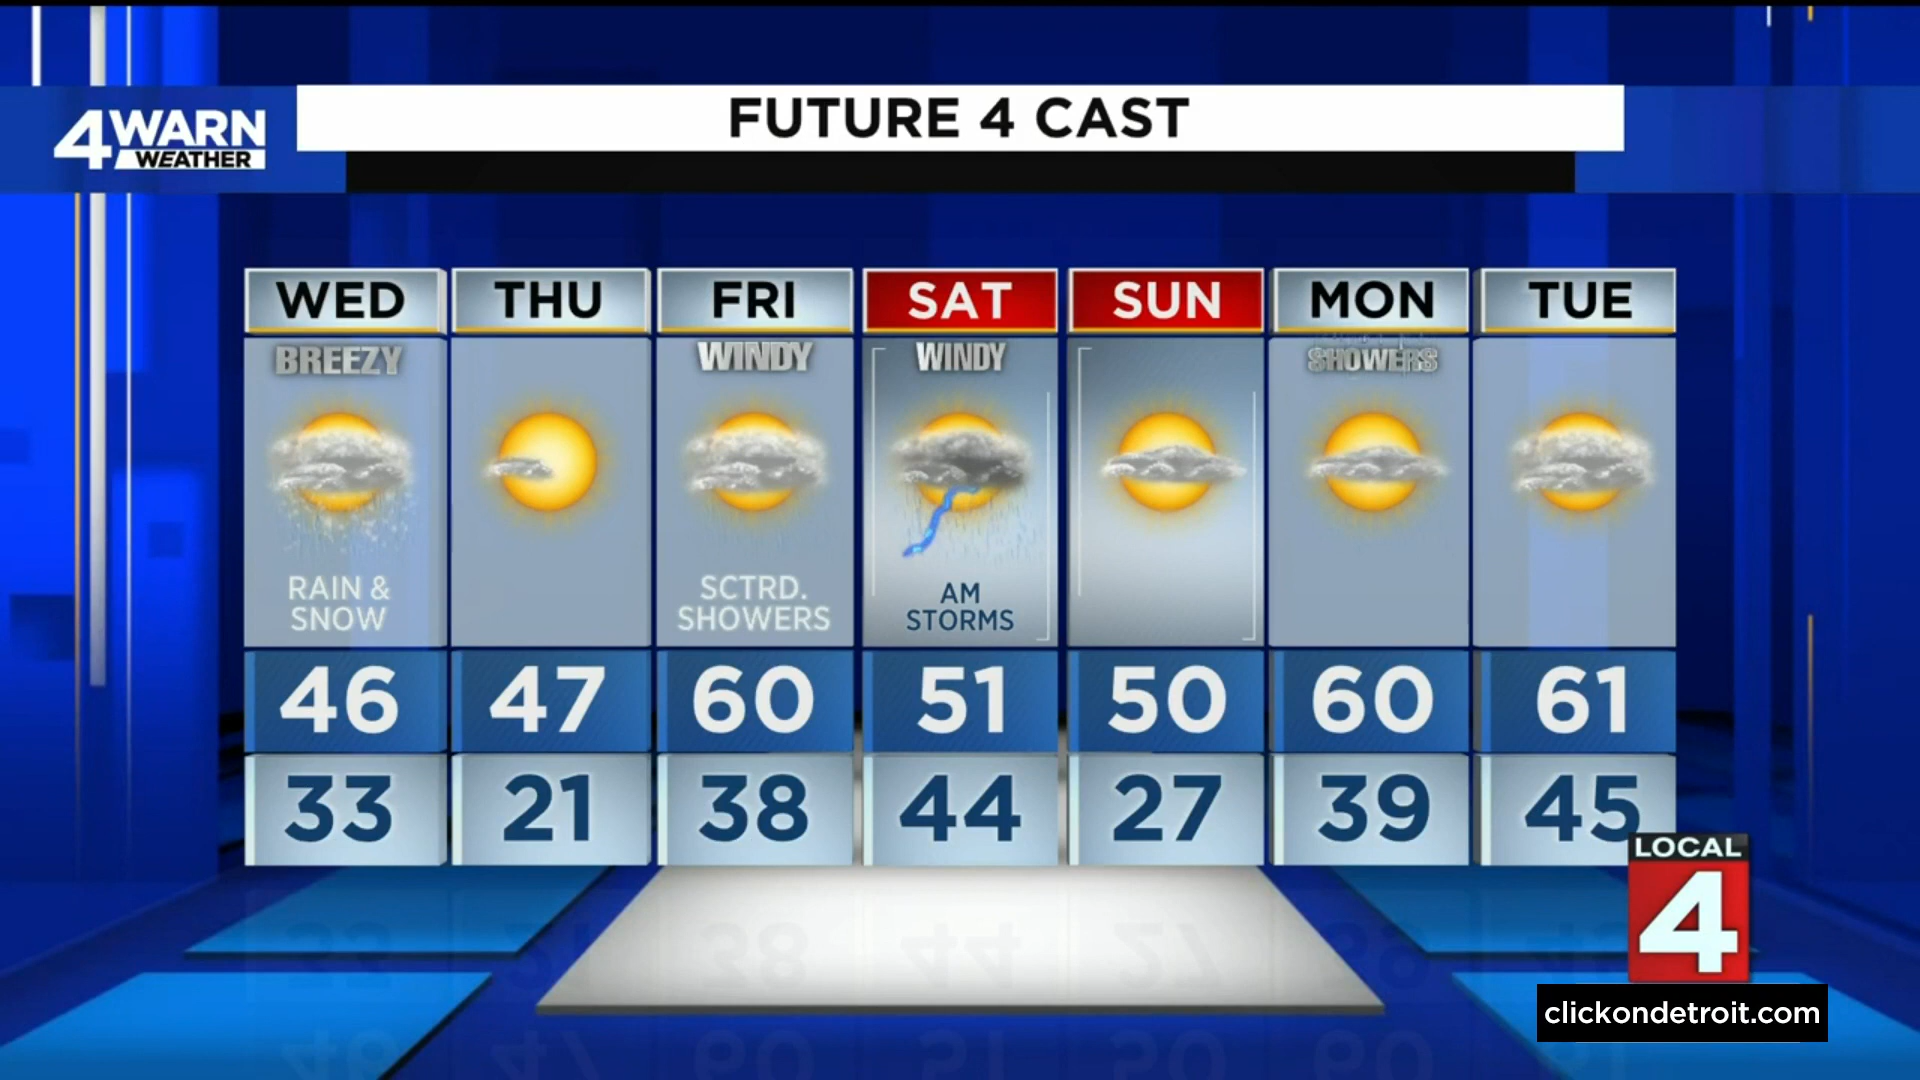 FUTURE 4 CAST
4WARN
WEATHER
WED THU FRI SAT SUN MON TUE
BREEZY WINDY WINDY SHOWERS
RAIN &
SNOW
SCTRD.
SHOWERS
AM
STORMS
46 47 60 51 50 60 61
33 21 38 44 27 39 45
LOCAL
4
clickondetroit.com